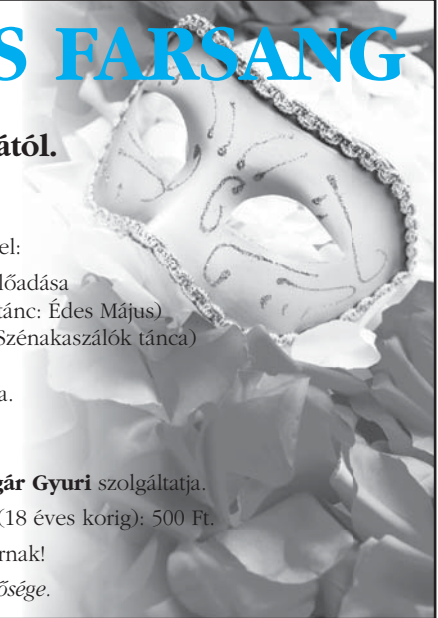 S FARSANG
ától.
el:
lőadása
tánc: Édes Május)
Szénakaszálók tánca)
a.
gár Gyuri szolgáltatja.
(18 éves korig): 500 Ft.
rnak!
ősége.